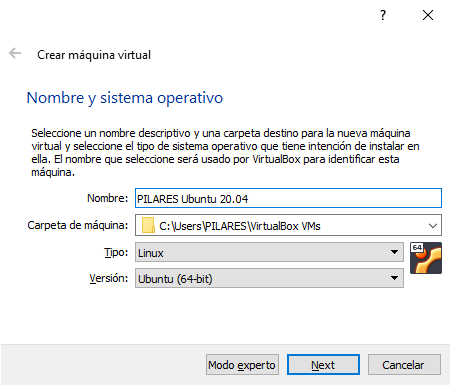 ?
Crear máquina virtual
Nombre y sistema operativo
Seleccione un nombre descriptivo y una carpeta destino para la nueva máquina
virtual y seleccione el tipo de sistema operativo que tiene intención de instalar en
ella. El nombre que seleccione será usado por VirtualBox para identificar esta
máquina.
Nombre: PILARES Ubuntu 20.04
Carpeta de máquina: C:\Users\PILARES\VirtualBox VMs
Tipo: Linux
64
Versión: Ubuntu (64-bit)
Modo experto Next Cancelar